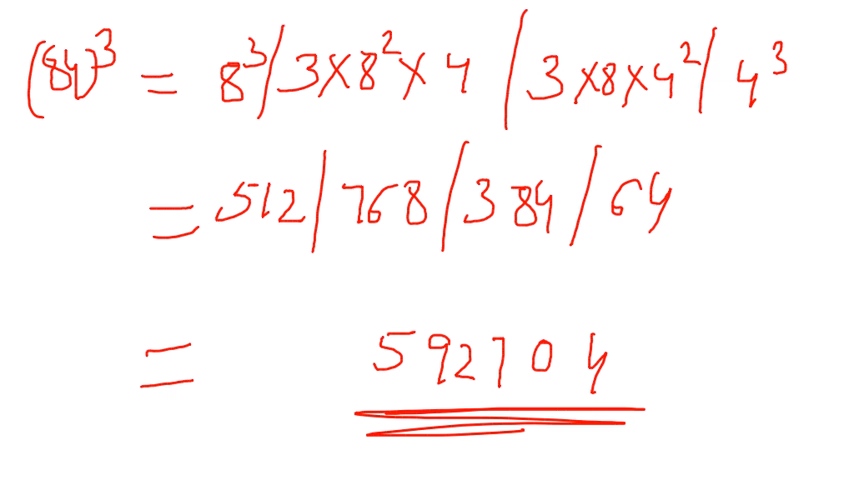 (84)³ = 8³/3×8²×4/3×8×4²/4³
= 512/768/384/64
= 592704